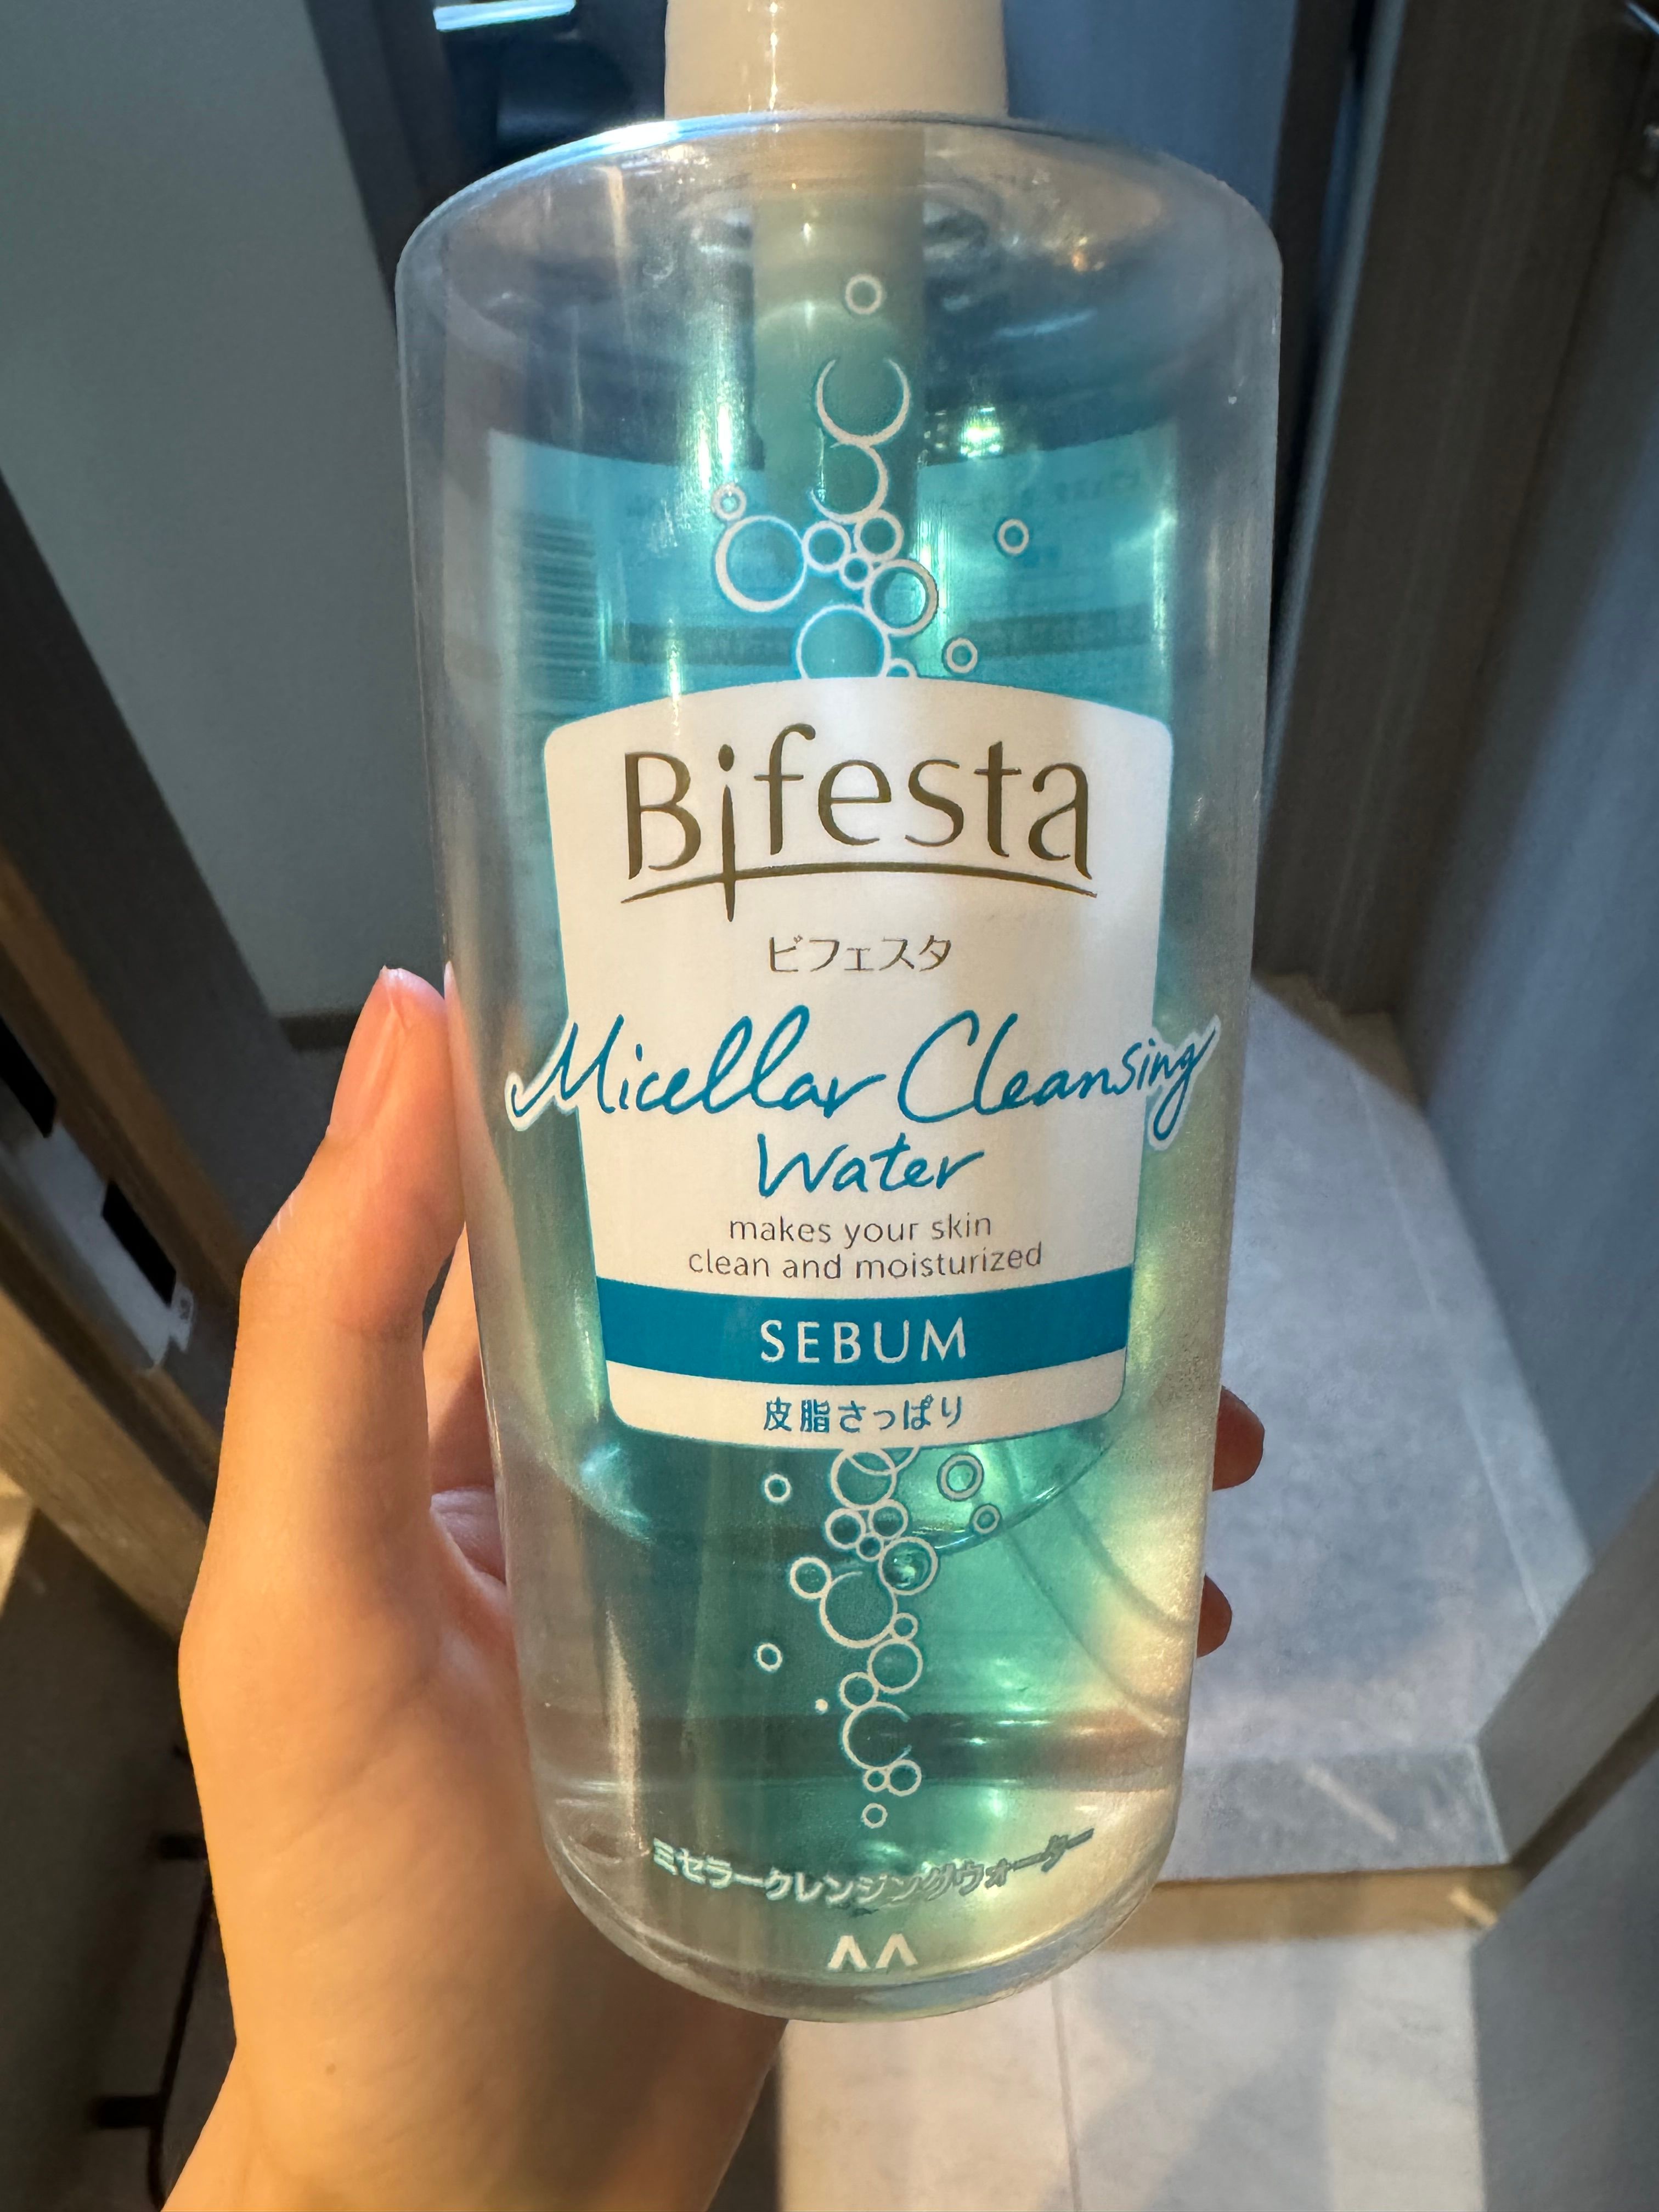 Bifesta
ビフェスタ
Micellar Cleansing
Water
makes your skin
clean and moisturized
SEBUM
皮脂さっぱり
ミセラークレンジングウォーター